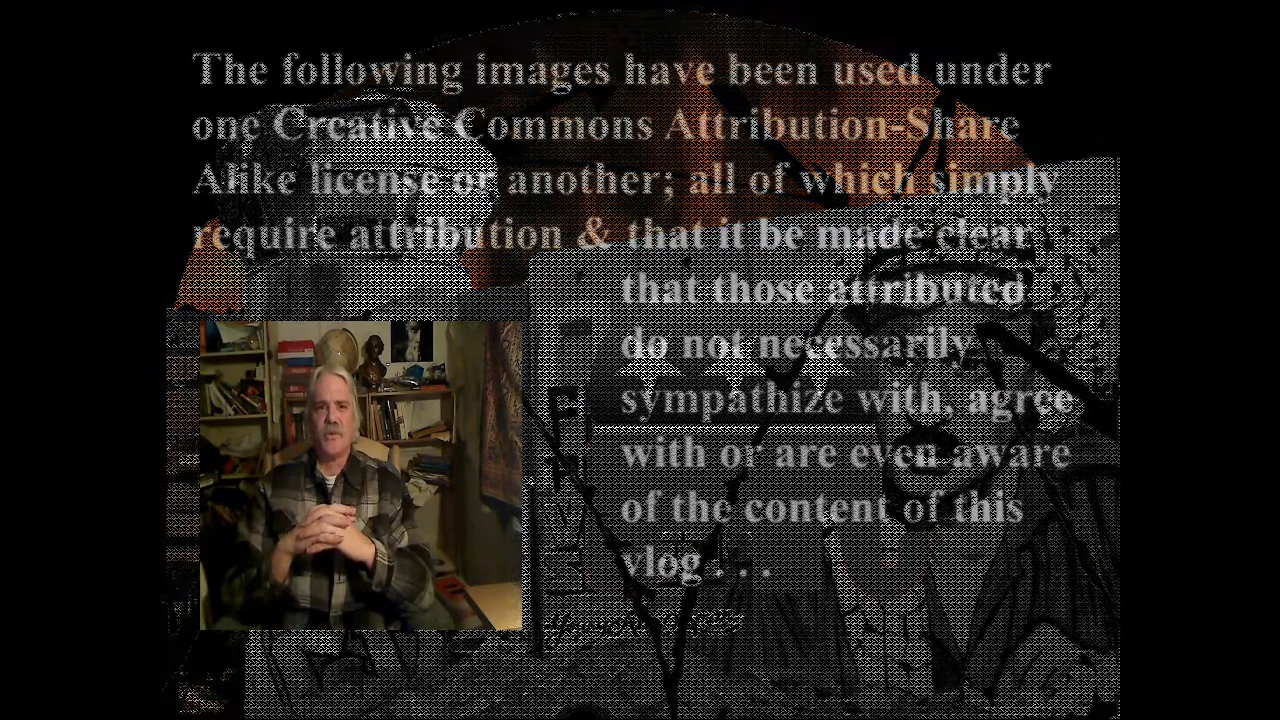 The following images have been used under
one Creative Commons Attribution-Share
Alike license or another; all of which simply
require attribution & that it be made clear
that those attributed
do not necessarily
sympathize with, agree
with or are even aware
of the content of this
vlog . . .